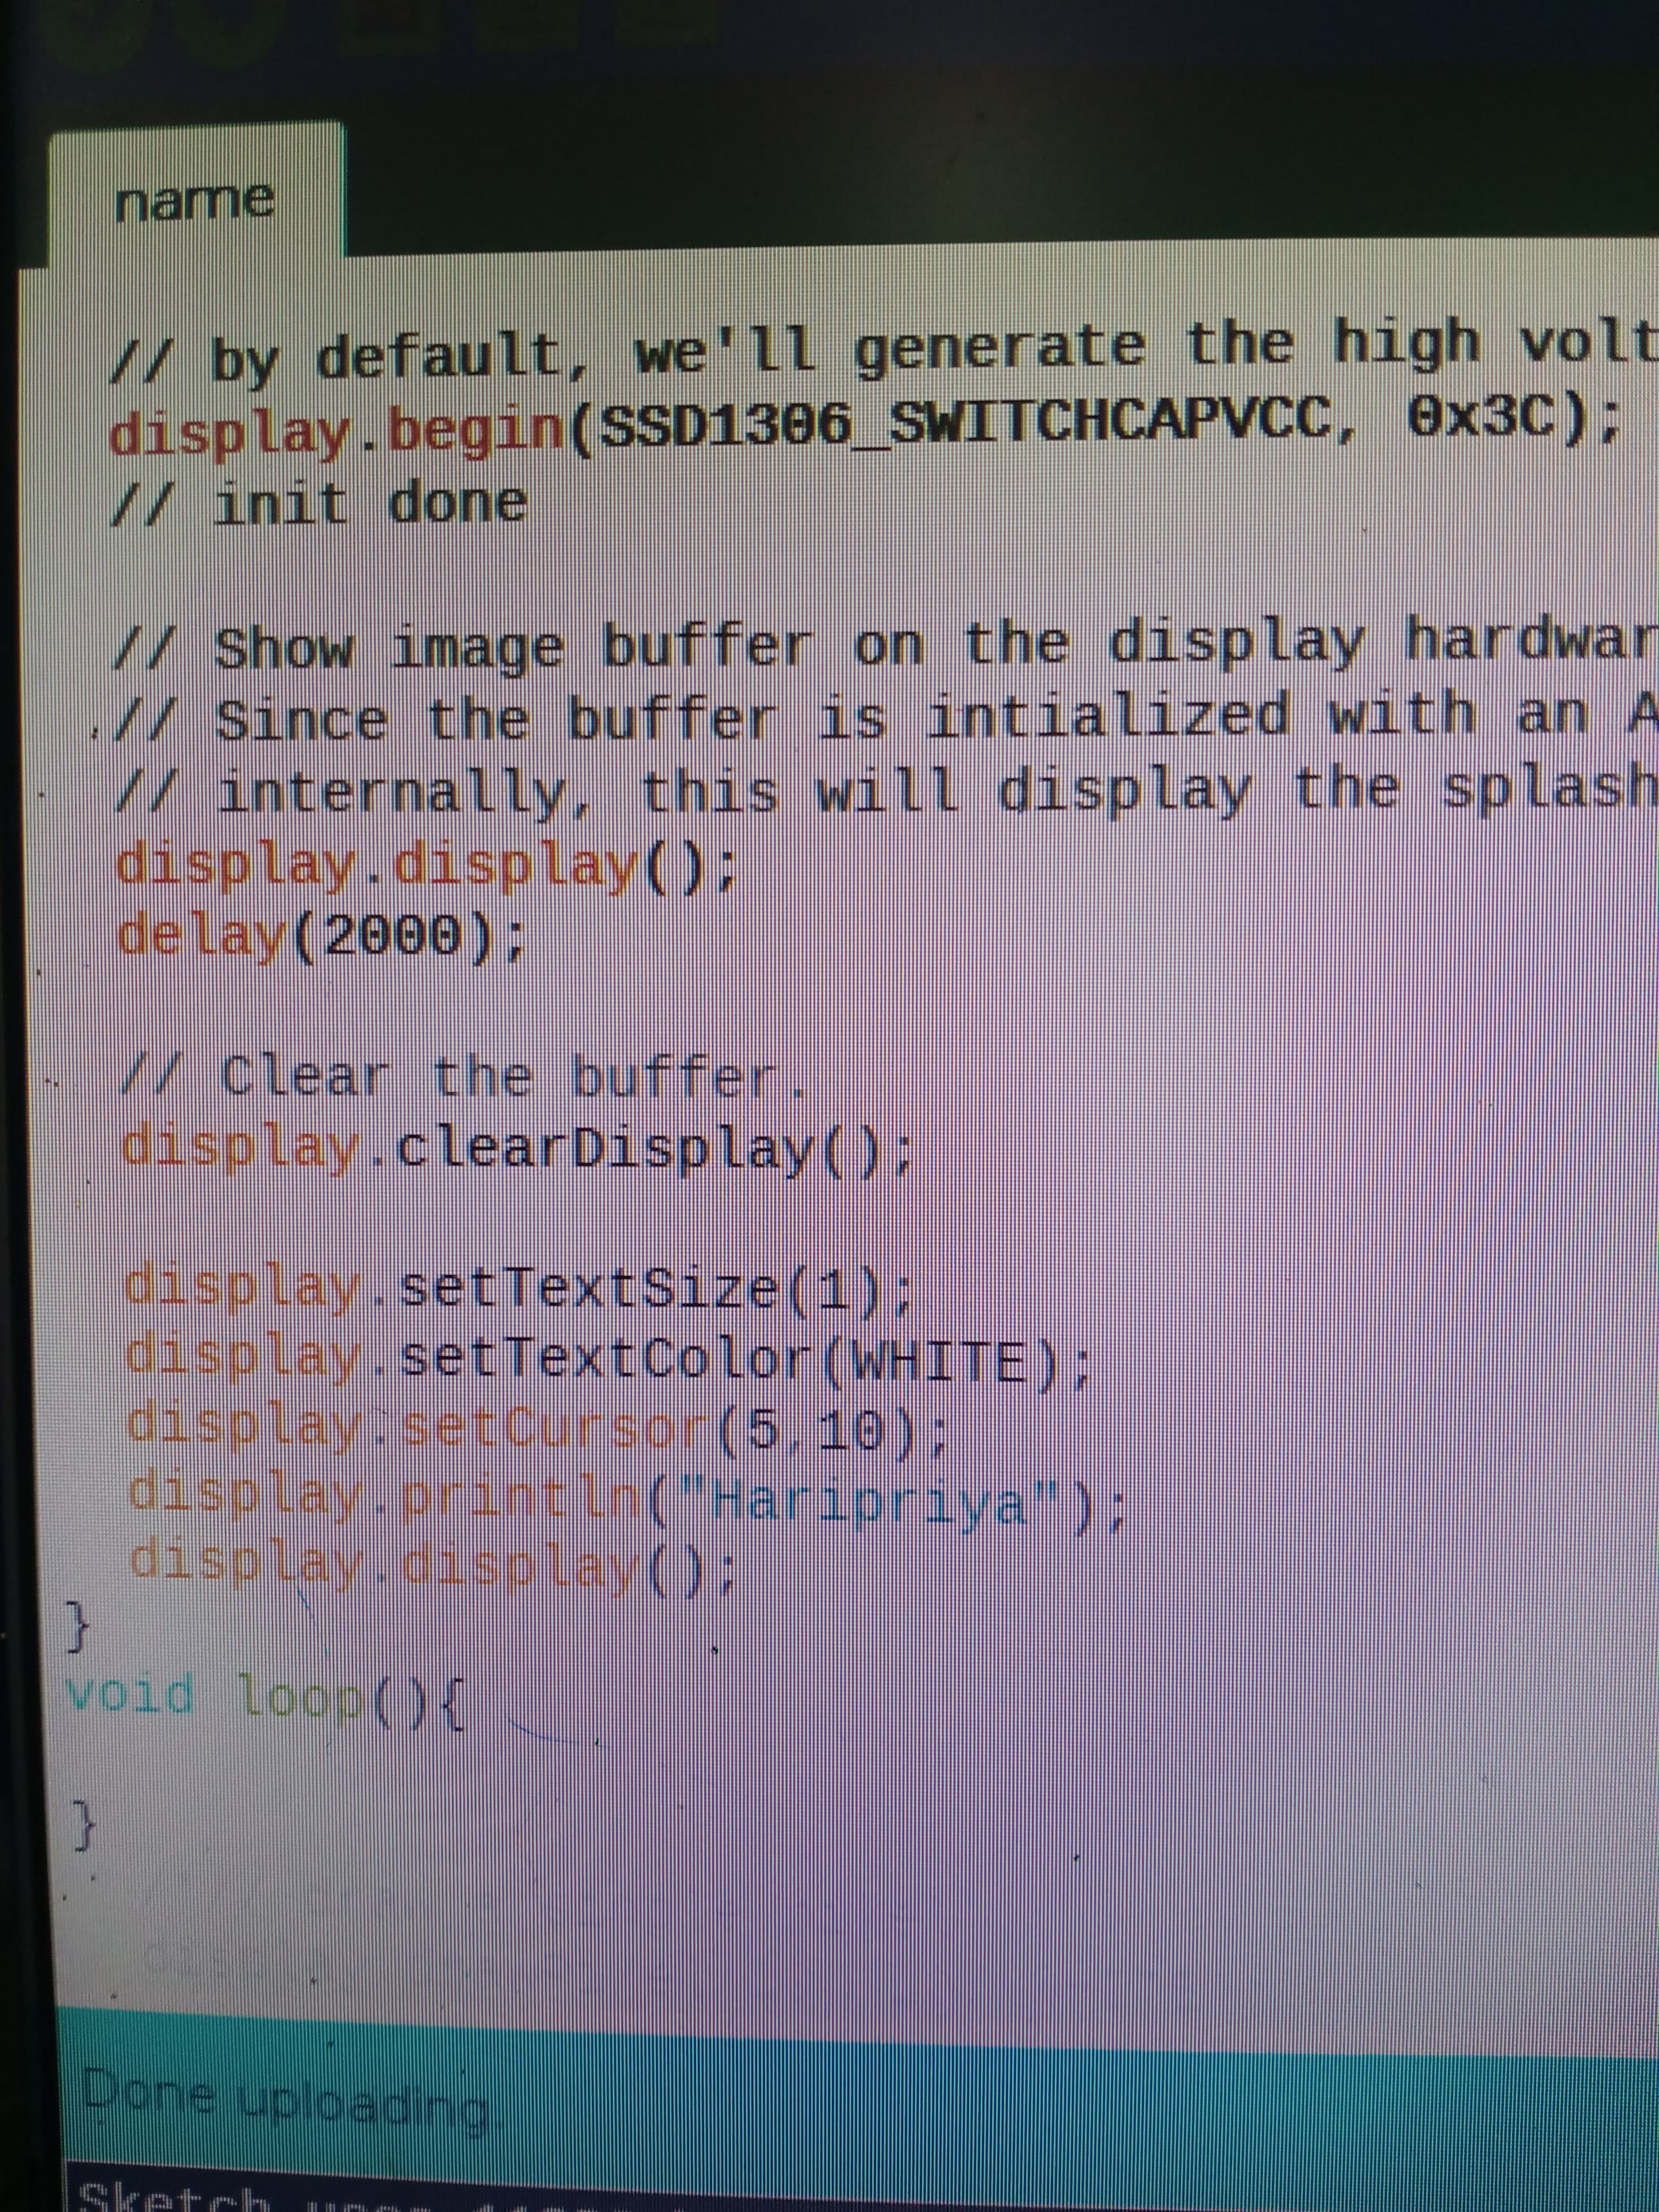 name
// by default, we'll generate the high volt
display.begin(SSD1306_SWITCHCAPVCC, 0x3C);
// init done
// Show image buffer on the display hardwar
// Since the buffer is intialized with an A
// internally, this will display the splash
display.display();
delay(2000);
// Clear the buffer.
display.clearDisplay();
display.setTextSize(1);
display.setTextColor(WHITE);
display.setCursor(5,10);
display.println("Haripriya");
display.display();
}
void loop(){
}
Done uploading.
Sketch uses